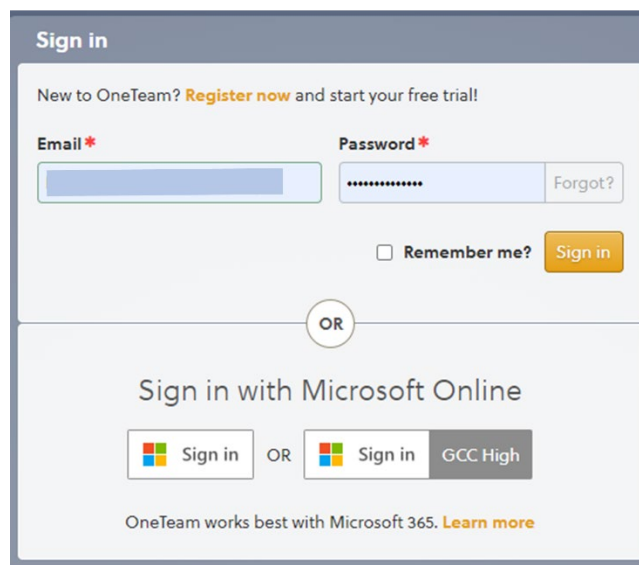 Sign in
New to OneTeam? Register now and start your free trial!
Email* Password*
•••••••••••••• Forgot?
Remember me? Sign in
OR
Sign in with Microsoft Online
Sign in OR Sign in GCC High
OneTeam works best with Microsoft 365. Learn more